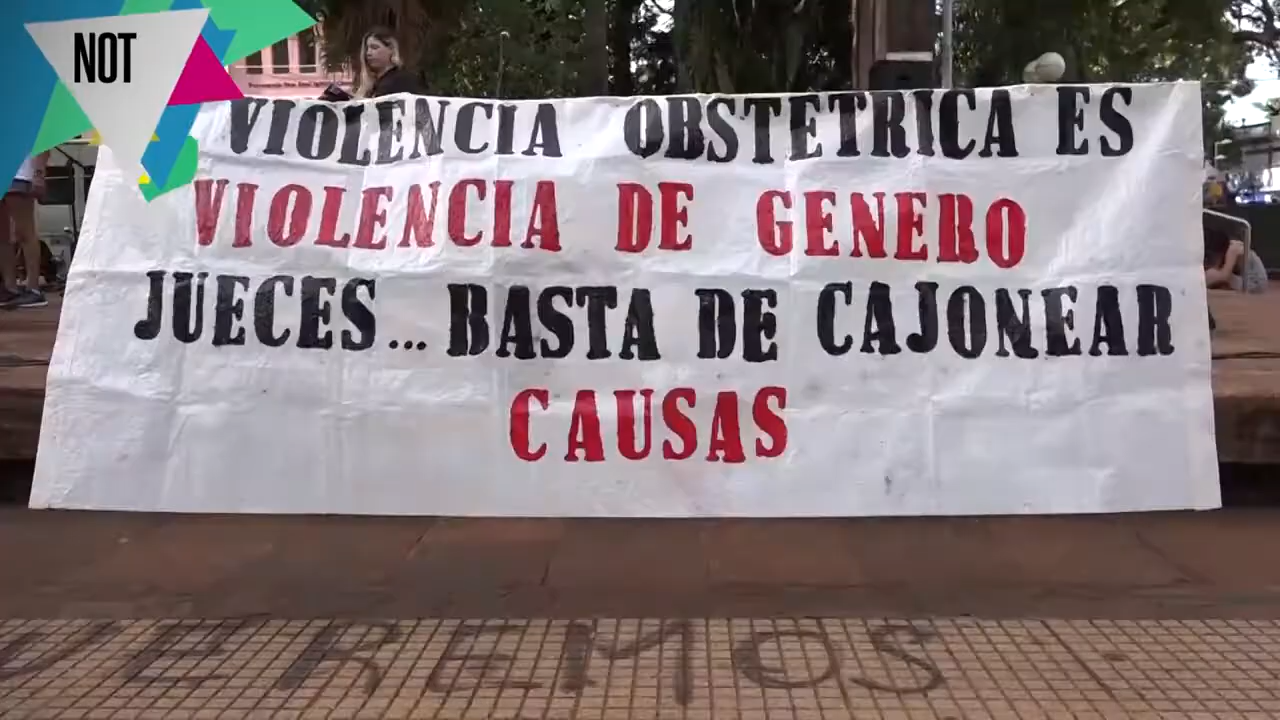 NOT
VIOLENCIA OBSTETRICA ES
VIOLENCIA DE GENERO
JUECES... BASTA DE CAJONEAR
CAUSAS